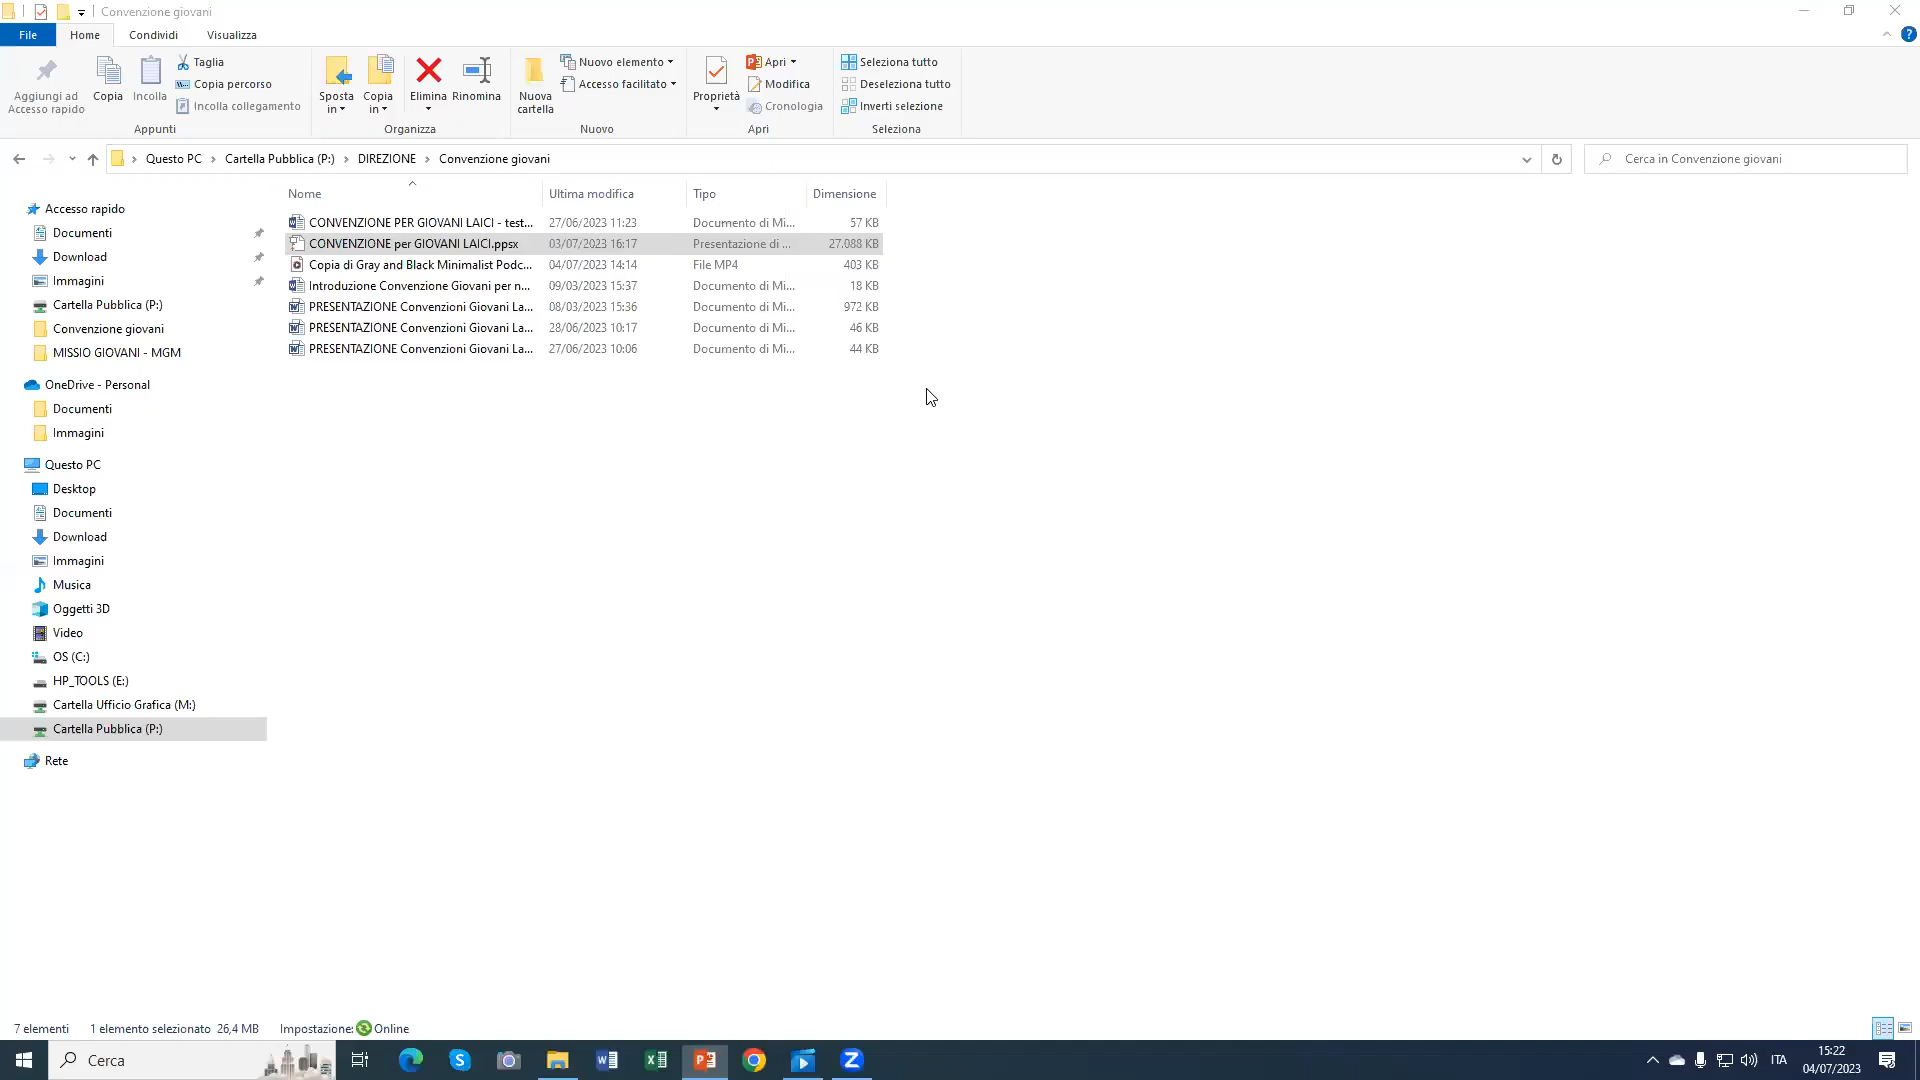 Convenzione giovani
File Home Condividi Visualizza
Aggiungi ad Accesso rapido
Copia
Incolla
Taglia
Copia percorso
Incolla collegamento
Appunti
Sposta in
Copia in
Elimina
Rinomina
Organizza
Nuova cartella
Nuovo elemento
Accesso facilitato
Nuovo
Proprietà
Apri
Modifica
Cronologia
Apri
Seleziona tutto
Deseleziona tutto
Inverti selezione
Seleziona
Questo PC > Cartella Pubblica (P:) > DIREZIONE > Convenzione giovani
Cerca in Convenzione giovani
Nome Ultima modifica Tipo Dimensione
CONVENZIONE PER GIOVANI LAICI - test... 27/06/2023 11:23 Documento di Mi... 57 KB
CONVENZIONE per GIOVANI LAICI.ppsx 03/07/2023 16:17 Presentazione di ... 27.088 KB
Copia di Gray and Black Minimalist Podc... 04/07/2023 14:14 File MP4 403 KB
Introduzione Convenzione Giovani per n... 09/03/2023 15:37 Documento di Mi... 18 KB
PRESENTAZIONE Convenzioni Giovani La... 08/03/2023 15:36 Documento di Mi... 972 KB
PRESENTAZIONE Convenzioni Giovani La... 28/06/2023 10:17 Documento di Mi... 46 KB
PRESENTAZIONE Convenzioni Giovani La... 27/06/2023 10:06 Documento di Mi... 44 KB
Accesso rapido
Documenti
Download
Immagini
Cartella Pubblica (P:)
Convenzione giovani
MISSIO GIOVANI - MGM
OneDrive - Personal
Documenti
Immagini
Questo PC
Desktop
Documenti
Download
Immagini
Musica
Oggetti 3D
Video
OS (C:)
HP_TOOLS (E:)
Cartella Ufficio Grafica (M:)
Cartella Pubblica (P:)
Rete
7 elementi 1 elemento selezionato 26,4 MB Impostazione: Online
Cerca
ITA
15:22
04/07/2023